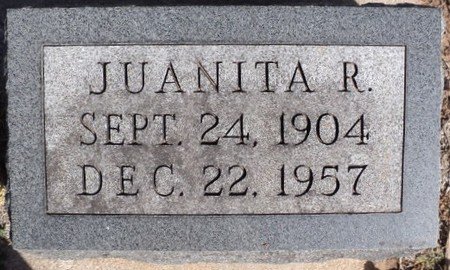 JUANITA R.
SEPT. 24, 1904
DEC. 22, 1957